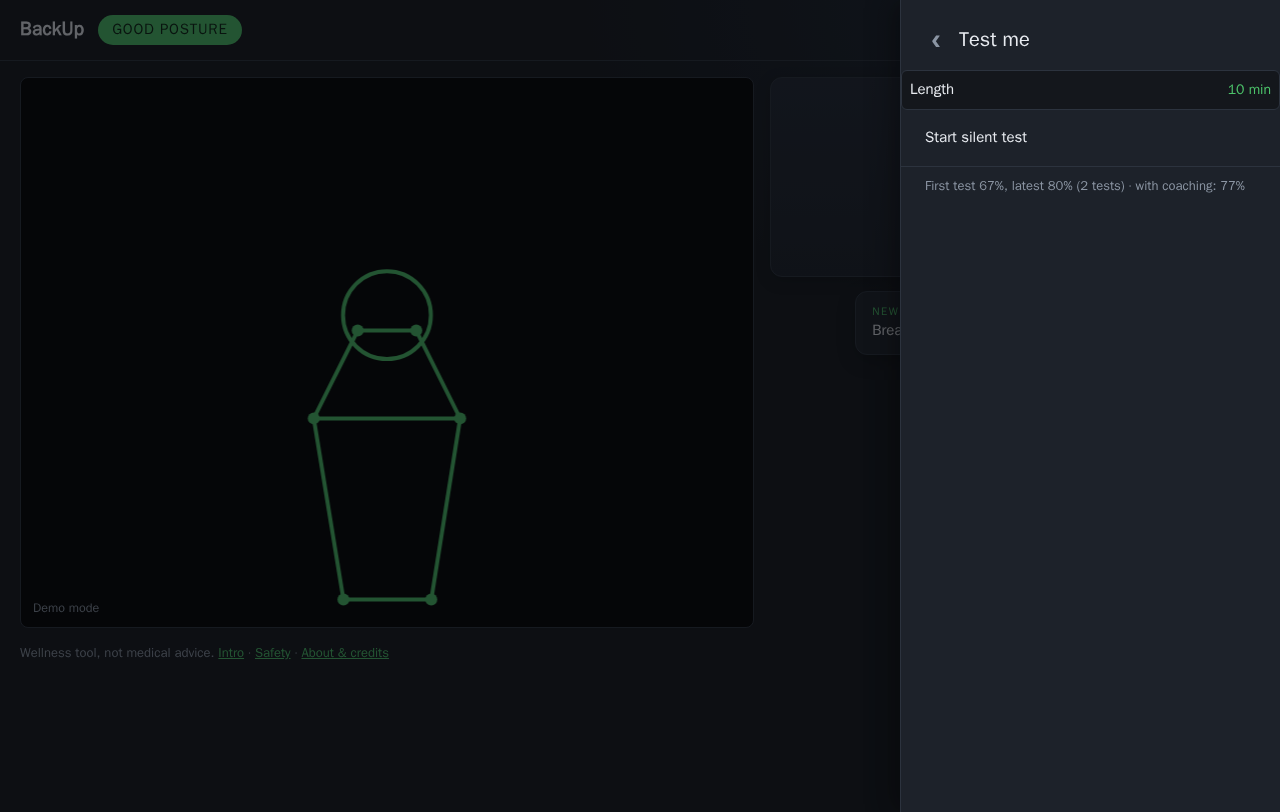 BackUp GOOD POSTURE
‹ Test me
Length 10 min
Start silent test
First test 67%, latest 80% (2 tests) · with coaching: 77%
NEW
Brea
Demo mode
Wellness tool, not medical advice. Intro · Safety · About & credits